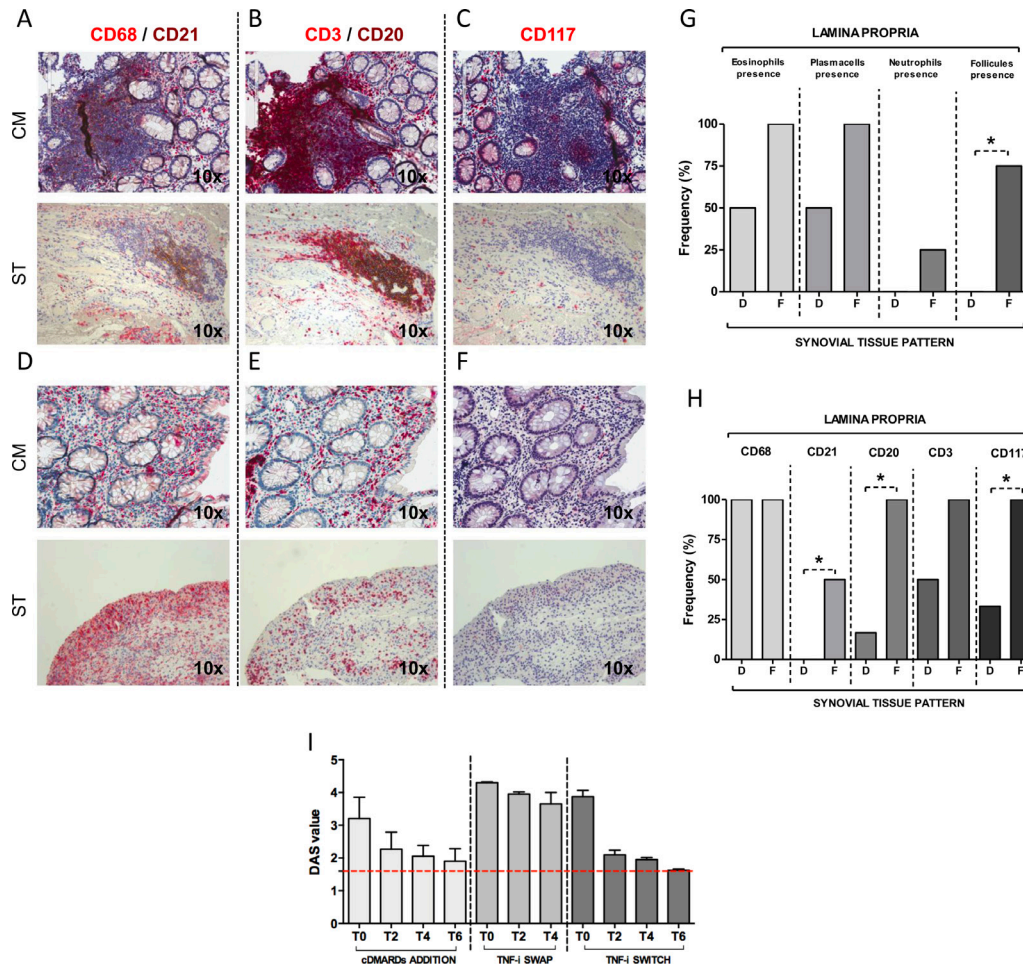 A
B
C
CD68 / CD21
CD3 / CD20
CD117
CM
10x
10x
10x
ST
10x
10x
10x
D
E
F
CM
10x
10x
10x
ST
10x
10x
10x
G
LAMINA PROPRIA
Eosinophils presence
Plasmacells presence
Neutrophils presence
Follicules presence
Frequency (%)
100
75
50
25
0
*
D F D F D F D F
SYNOVIAL TISSUE PATTERN
H
LAMINA PROPRIA
CD68 CD21 CD20 CD3 CD117
Frequency (%)
100
75
50
25
0
* * *
D F D F D F D F D F
SYNOVIAL TISSUE PATTERN
I
DAS value
5
4
3
2
1
0
T0 T2 T4 T6 T0 T2 T4 T0 T2 T4 T6
cDMARDs ADDITION TNF-i SWAP TNF-i SWITCH